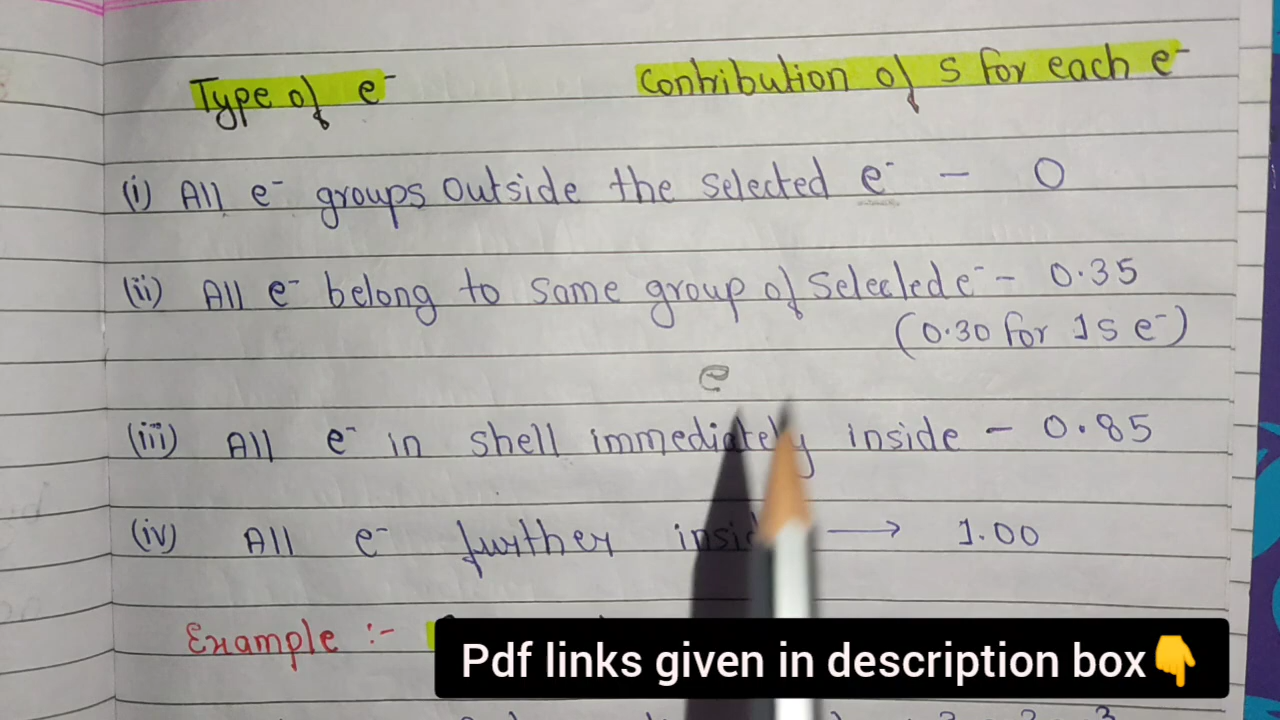 Type of e⁻ Contribution of S for each e⁻
(i) All e⁻ groups outside the selected e⁻ - 0
(ii) All e⁻ belong to same group of Selected e⁻ - 0.35
(0.30 for 1S e⁻)
e
(iii) All e⁻ in shell immediately inside - 0.85
(iv) All e⁻ further inside → 1.00
Example :-
Pdf links given in description box👇